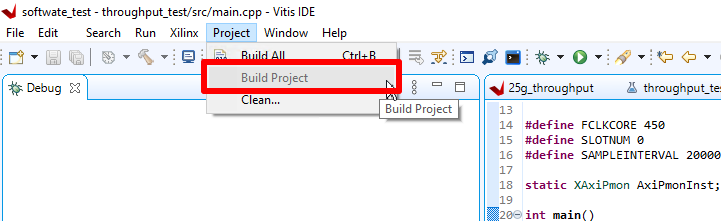 softwate_test - throughput_test/src/main.cpp - Vitis IDE
File Edit Search Run Xilinx Project Window Help
Build All Ctrl+B
Build Project
Clean...
Build Project
Debug
25g_throughput throughput_te
13
14 #define FCLKCORE 450
15 #define SLOTNUM 0
16 #define SAMPLEINTERVAL 20000
17
18 static XAxiPmon AxiPmonInst;
19
20 int main()